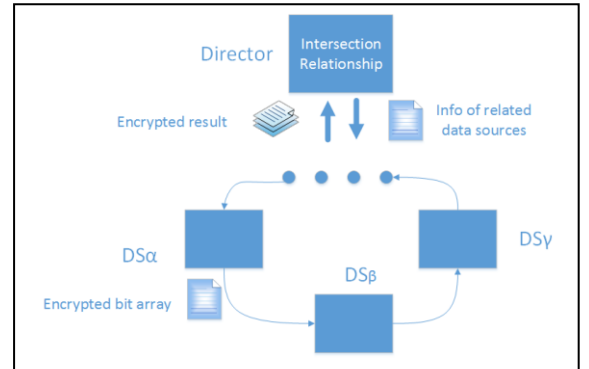 Director
Intersection
Relationship
Encrypted result
Info of related
data sources
DSα
DSγ
DSβ
Encrypted bit array